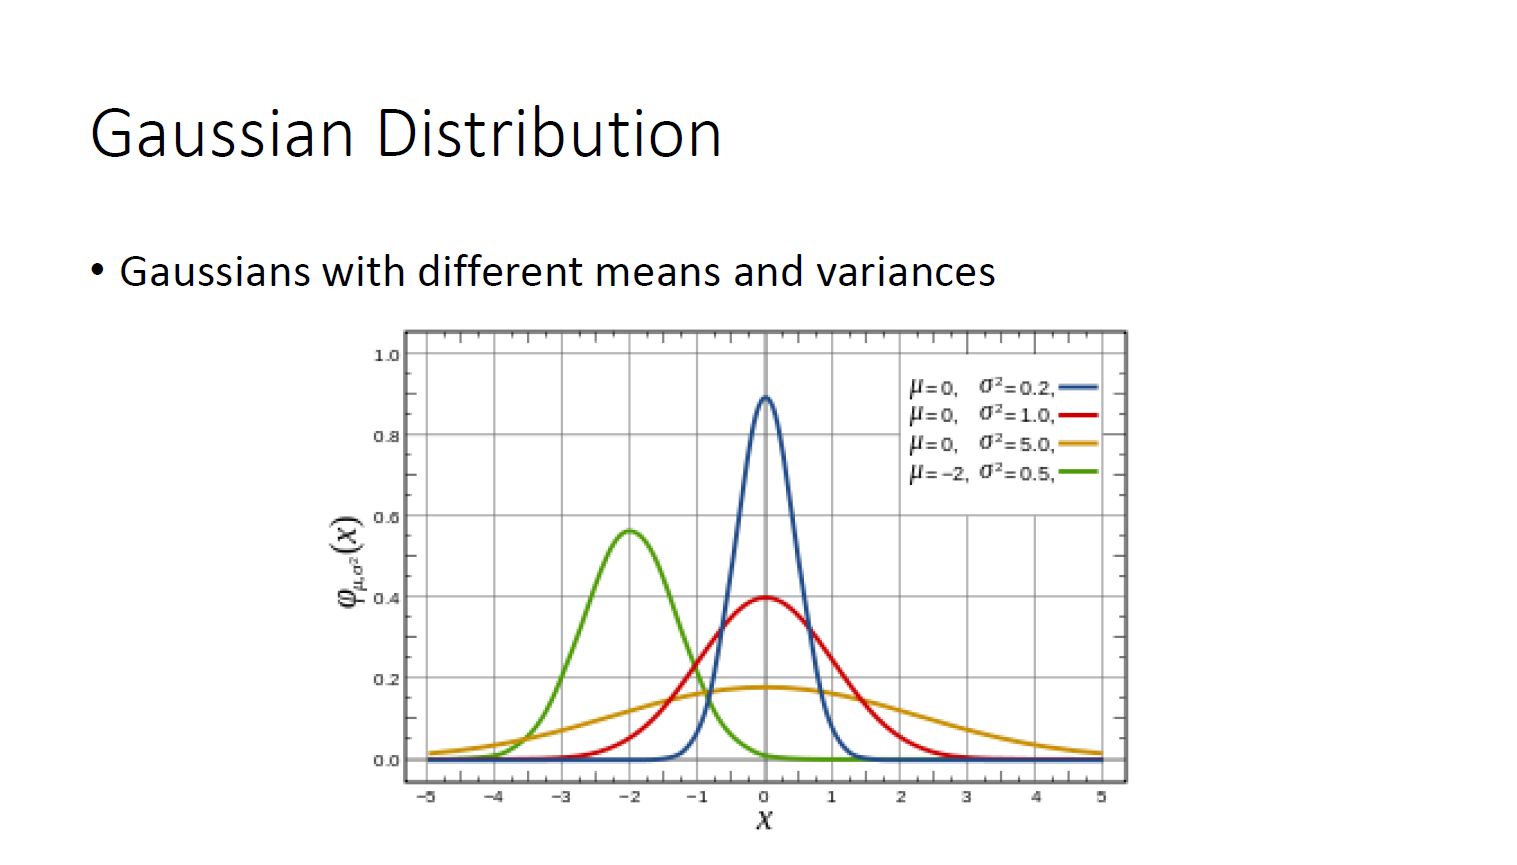 Gaussian Distribution
• Gaussians with different means and variances
1.0
0.8
0.6
0.4
0.2
0.0
φμ,σ²(x)
μ=0, σ²=0.2,
μ=0, σ²=1.0,
μ=0, σ²=5.0,
μ=−2, σ²=0.5,
−5 −4 −3 −2 −1 0 1 2 3 4 5
x